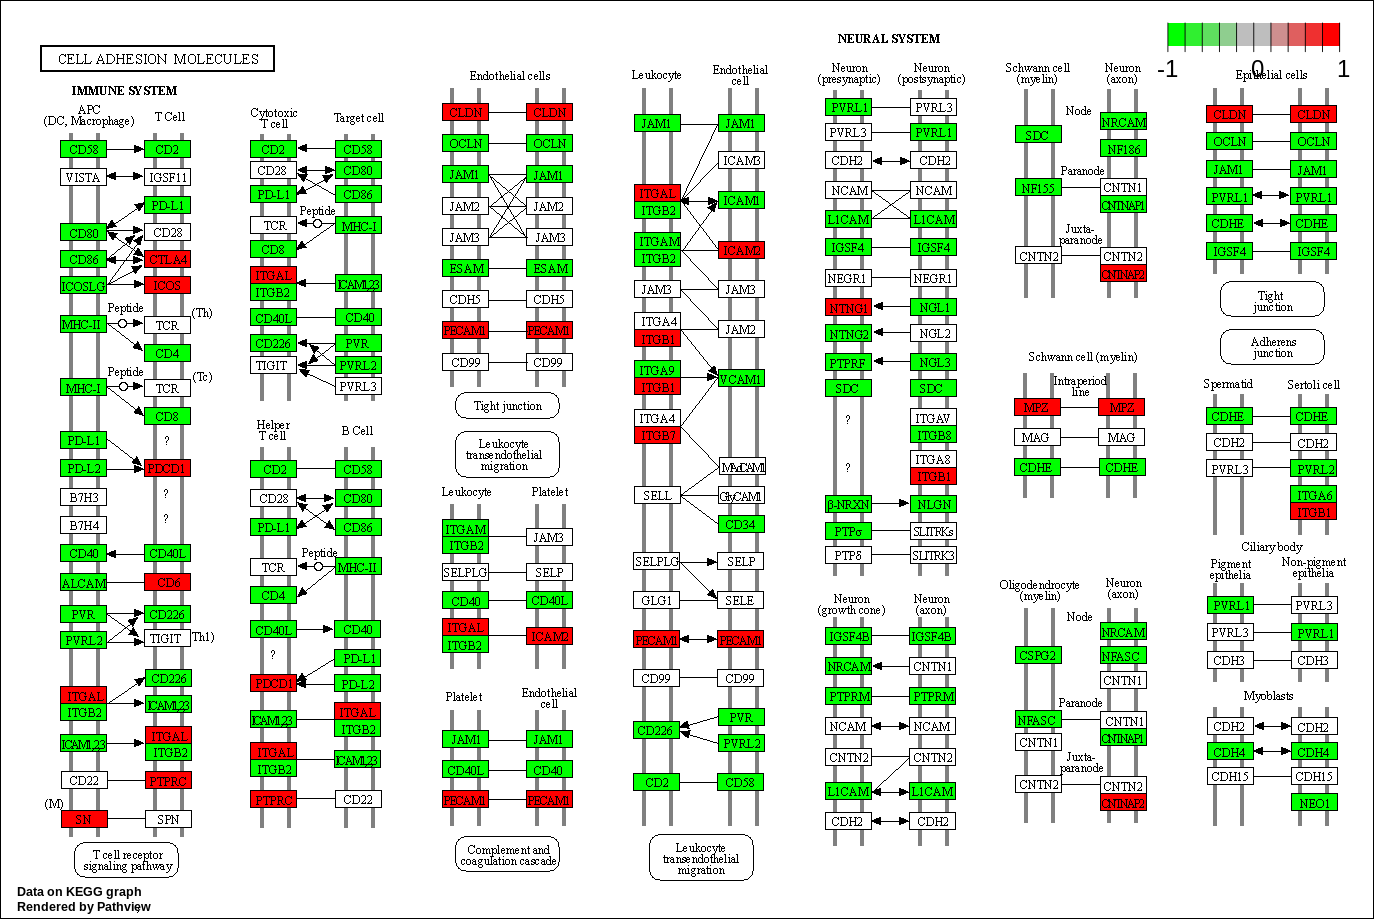 CELL ADHESION MOLECULES
NEURAL SYSTEM
-1 0 1
IMMUNE SYSTEM
APC
(DC, Macrophage)
T Cell
CD58 CD2
VISTA IGSF11
PD-L1
CD80 CD28
CD86 CTLA4
ICOSLG ICOS
Peptide
(Th)
MHC-II TCR
CD4
Peptide
(Tc)
MHC-I TCR
CD8
PD-L1 ?
PD-L2 PDCD1
B7H3 ?
B7H4 ?
CD40 CD40L
ALCAM CD6
PVR CD226
PVRL2 TIGIT Th1)
CD226
ITGAL
ITGB2 ICAM1,2,3
ITGAL
ICAM1,2,3 ITGB2
CD22 PTPRC
(M)
SN SPN
T cell receptor
signaling pathway
Cytotoxic
T cell
Target cell
CD2 CD58
CD28 CD80
PD-L1 CD86
Peptide
TCR MHC-I
CD8
ITGAL
ITGB2 ICAM1,2,3
CD40L CD40
CD226 PVR
TIGIT PVRL2
PVRL3
Helper
T cell
B Cell
CD2 CD58
CD28 CD80
PD-L1 CD86
Peptide
TCR MHC-II
CD4
CD40L CD40
? PD-L1
PDCD1 PD-L2
ICAM1,2,3 ITGAL
ITGB2
ITGAL
ITGB2 ICAM1,2,3
PTPRC CD22
Endothelial cells
CLDN CLDN
OCLN OCLN
JAM1 JAM1
JAM2 JAM2
JAM3 JAM3
ESAM ESAM
CDH5 CDH5
PECAM1 PECAM1
CD99 CD99
Tight junction
Leukocyte
transendothelial
migration
Leukocyte Platelet
ITGAM
ITGB2 JAM3
SELPLG SELP
CD40 CD40L
ITGAL
ITGB2 ICAM2
Platelet
Endothelial
cell
JAM1 JAM1
CD40L CD40
PECAM1 PECAM1
Complement and
coagulation cascade
Leukocyte
Endothelial
cell
JAM1 JAM1
ICAM3
ITGAL
ITGB2 ICAM1
ITGAM
ITGB2 ICAM2
JAM3 JAM3
ITGA4
ITGB1 JAM2
ITGA9
ITGB1 VCAM1
ITGA4
ITGB7
MAdCAM1
SELL GlyCAM1
CD34
SELPLG SELP
GLG1 SELE
PECAM1 PECAM1
CD99 CD99
PVR
CD226
PVRL2
CD2 CD58
Leukocyte
transendothelial
migration
Neuron
(presynaptic)
Neuron
(postsynaptic)
PVRL1 PVRL3
PVRL3 PVRL1
CDH2 CDH2
NCAM NCAM
L1CAM L1CAM
IGSF4 IGSF4
NEGR1 NEGR1
NTNG1 NGL1
NTNG2 NGL2
PTPRF NGL3
SDC SDC
? ITGAV
ITGB8
? ITGA8
ITGB1
β-NRXN NLGN
PTPσ SLITRKs
PTPδ SLITRK3
Neuron
(growth cone)
Neuron
(axon)
IGSF4B IGSF4B
NRCAM CNTN1
PTPRM PTPRM
NCAM NCAM
CNTN2 CNTN2
L1CAM L1CAM
CDH2 CDH2
Schwann cell
(myelin)
Neuron
(axon)
Node
NRCAM
SDC
NF186
Paranode
NF155 CNTN1
CNTNAP1
Juxta-
paranode
CNTN2 CNTN2
CNTNAP2
Schwann cell (myelin)
Intraperiod
line
MPZ MPZ
MAG MAG
CDHE CDHE
Oligodendrocyte
(myelin)
Neuron
(axon)
Node
NRCAM
CSPG2 NFASC
CNTN1
Paranode
NFASC CNTN1
CNTN1 CNTNAP1
Juxta-
paranode
CNTN2 CNTN2
CNTNAP2
Epithelial cells
CLDN CLDN
OCLN OCLN
JAM1 JAM1
PVRL1 PVRL1
CDHE CDHE
IGSF4 IGSF4
Tight
junction
Adherens
junction
Spermatid Sertoli cell
CDHE CDHE
CDH2 CDH2
PVRL3 PVRL2
ITGA6
ITGB1
Ciliary body
Pigment
epithelia
Non-pigment
epithelia
PVRL1 PVRL3
PVRL3 PVRL1
CDH3 CDH3
Myoblasts
CDH2 CDH2
CDH4 CDH4
CDH15 CDH15
NEO1
Data on KEGG graph
Rendered by Pathview